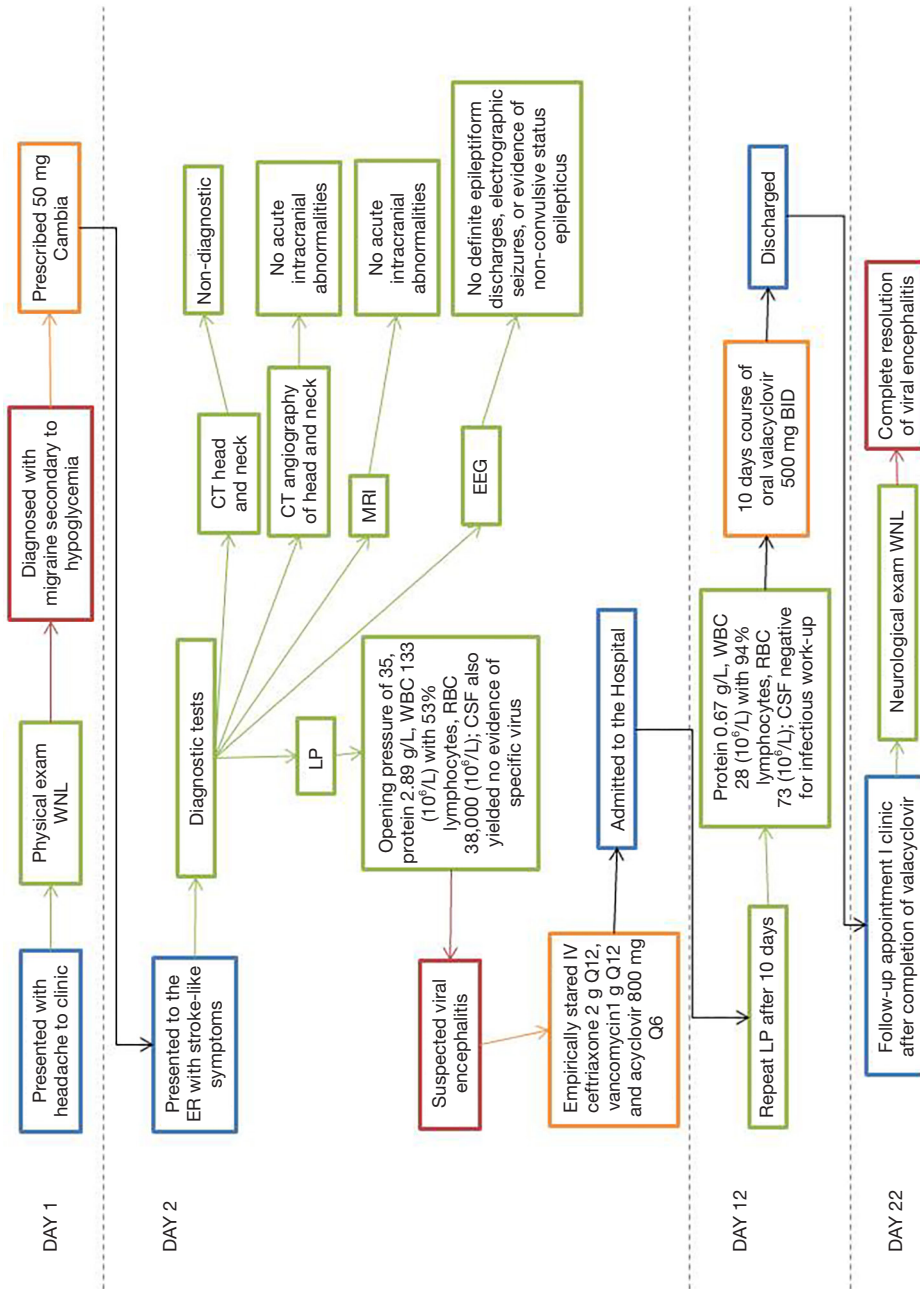 DAY 1
Presented with
headache to clinic
Physical exam
WNL
Diagnosed with
migraine secondary to
hypoglycemia
Prescribed 50 mg
Cambia
DAY 2
Presented to the
ER with stroke-like
symptoms
Diagnostic tests
CT head
and neck
Non-diagnostic
CT angiography
of head and neck
No acute
intracranial
abnormalities
MRI
No acute
intracranial
abnormalities
EEG
No definite epileptiform
discharges, electrographic
seizures, or evidence of
non-convulsive status
epilepticus
LP
Opening pressure of 35,
protein 2.89 g/L, WBC 133
(10⁶/L) with 53%
lymphocytes, RBC
38,000 (10⁶/L); CSF also
yielded no evidence of
specific virus
Suspected viral
encephalitis
Empirically stared IV
ceftriaxone 2 g Q12,
vancomycin1 g Q12
and acyclovir 800 mg
Q6
Admitted to the Hospital
DAY 12
Repeat LP after 10 days
Protein 0.67 g/L, WBC
28 (10⁶/L) with 94%
lymphocytes, RBC
73 (10⁶/L); CSF negative
for infectious work-up
10 days course of
oral valacyclovir
500 mg BID
Discharged
DAY 22
Follow-up appointment I clinic
after completion of valacyclovir
Neurological exam WNL
Complete resolution
of viral encephalitis